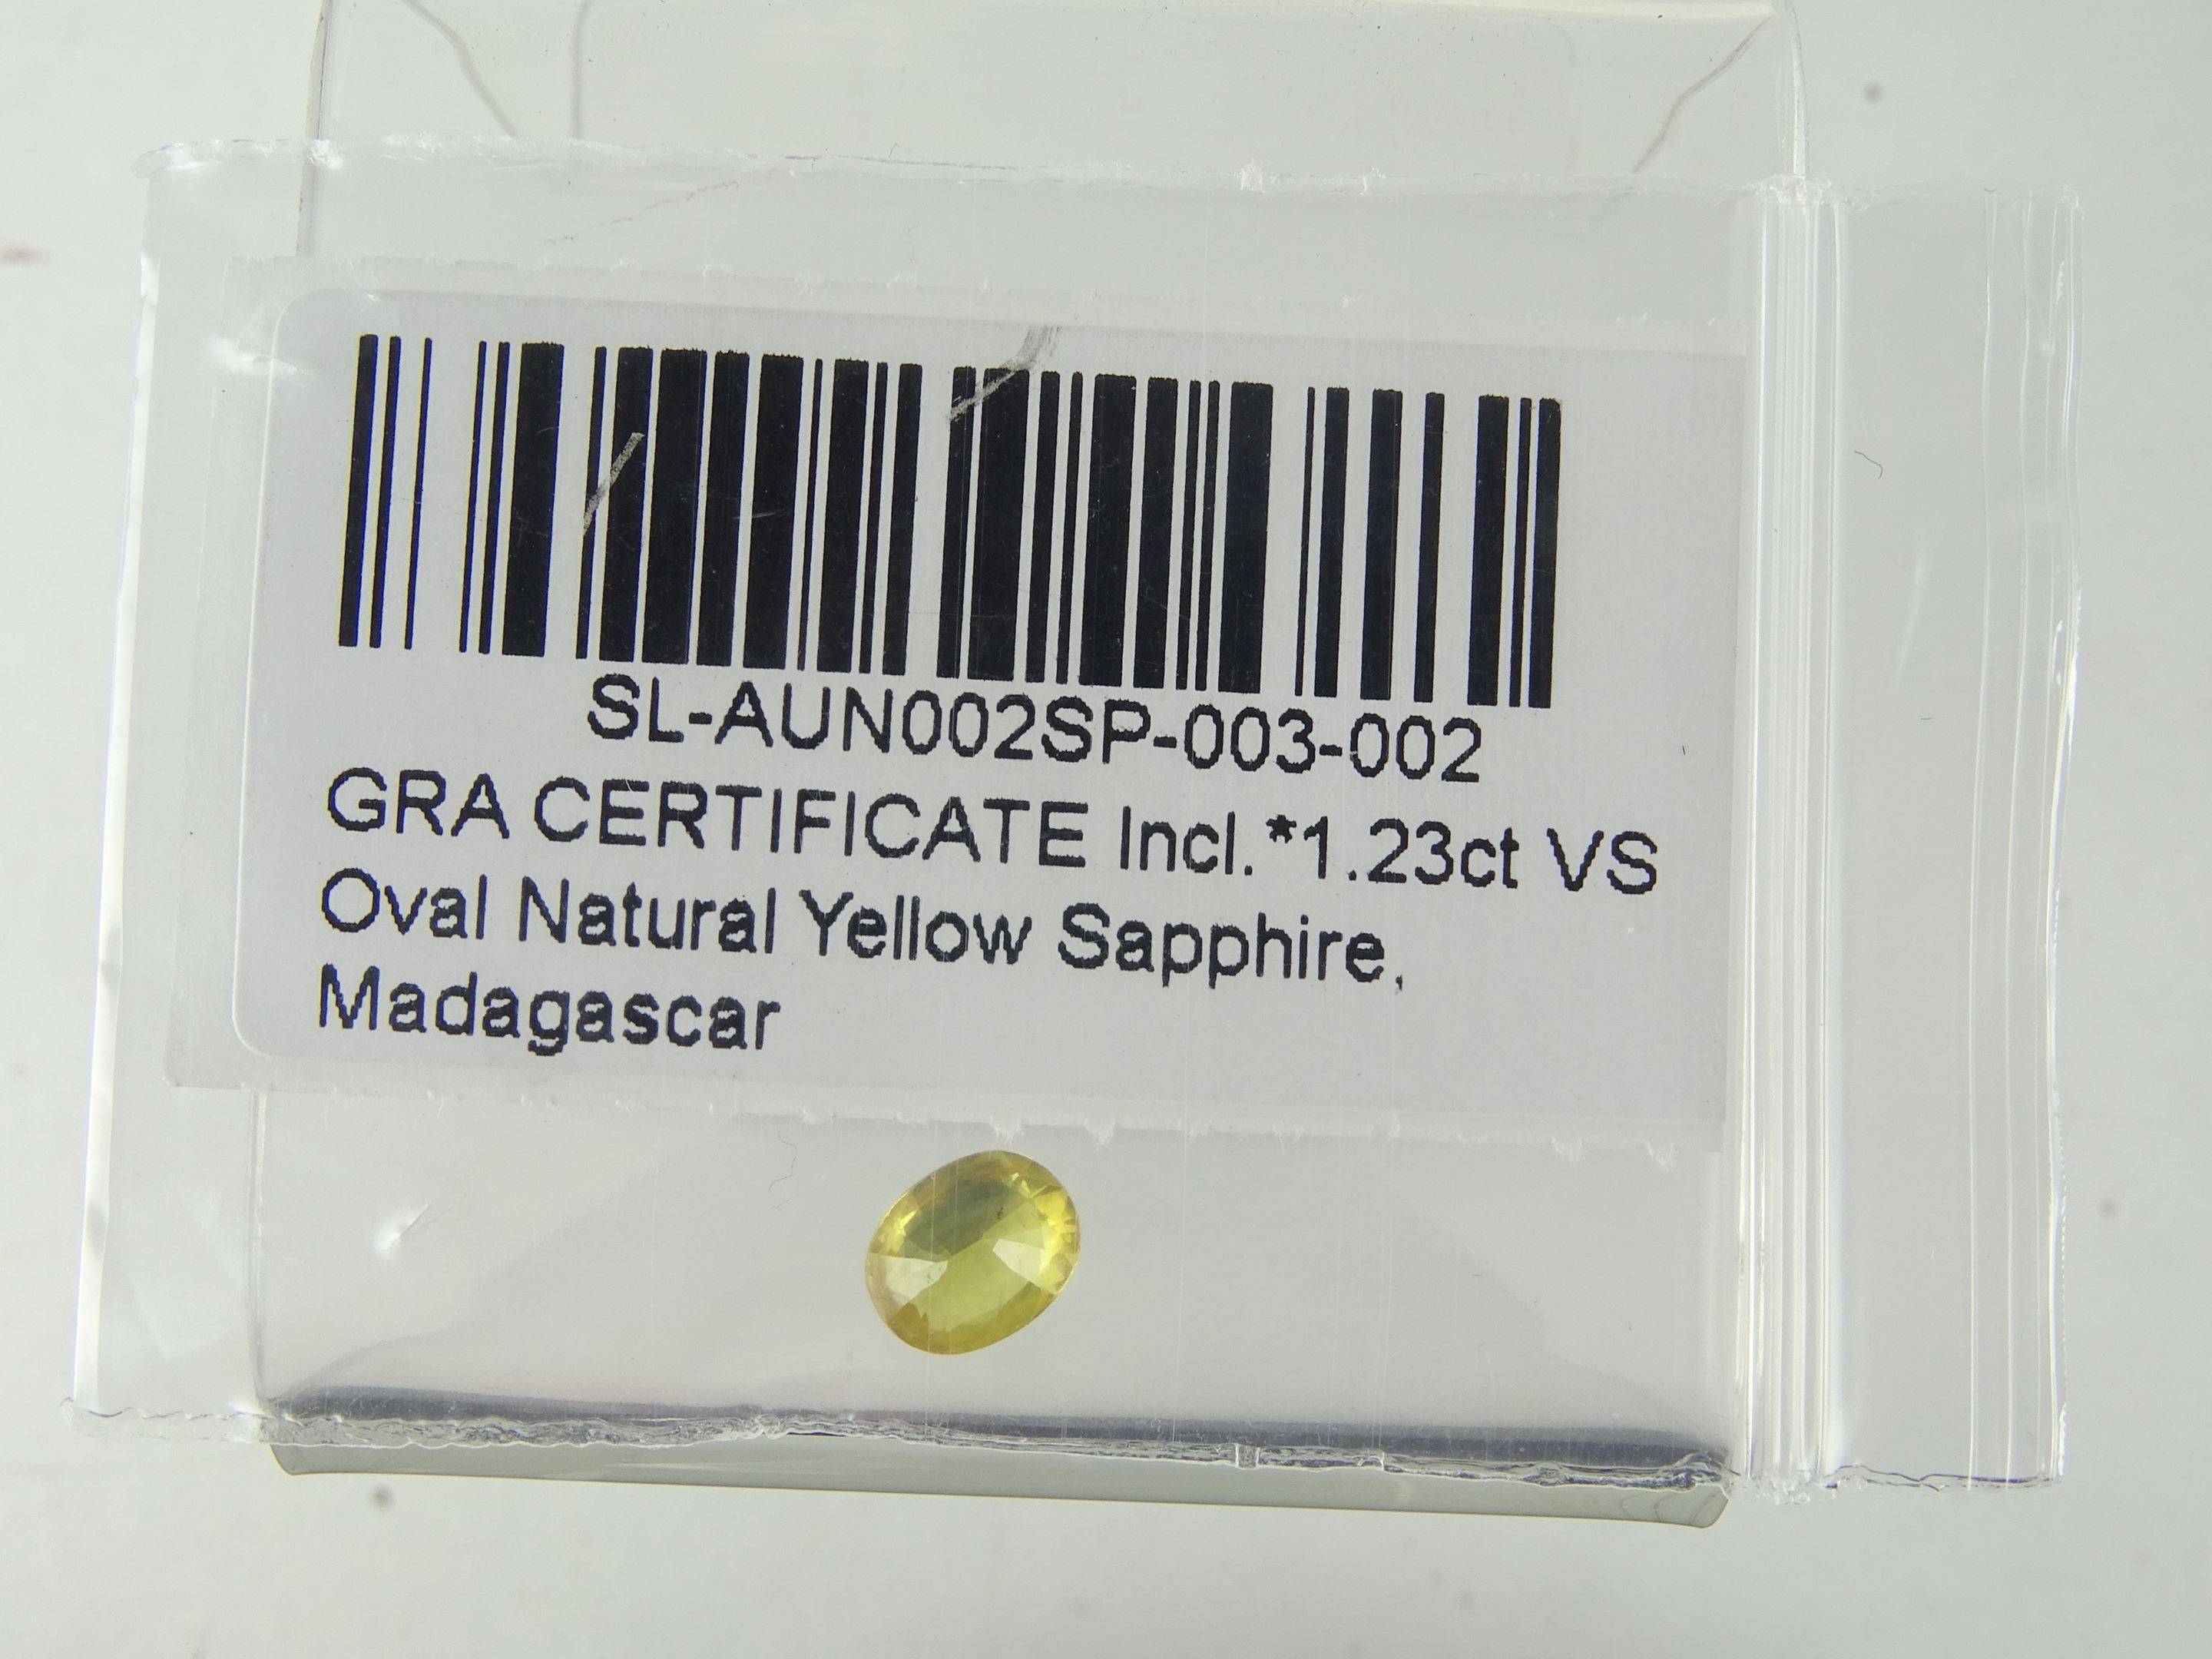 SL-AUN002SP-003-002
GRA CERTIFICATE Incl.*1.23ct VS
Oval Natural Yellow Sapphire,
Madagascar